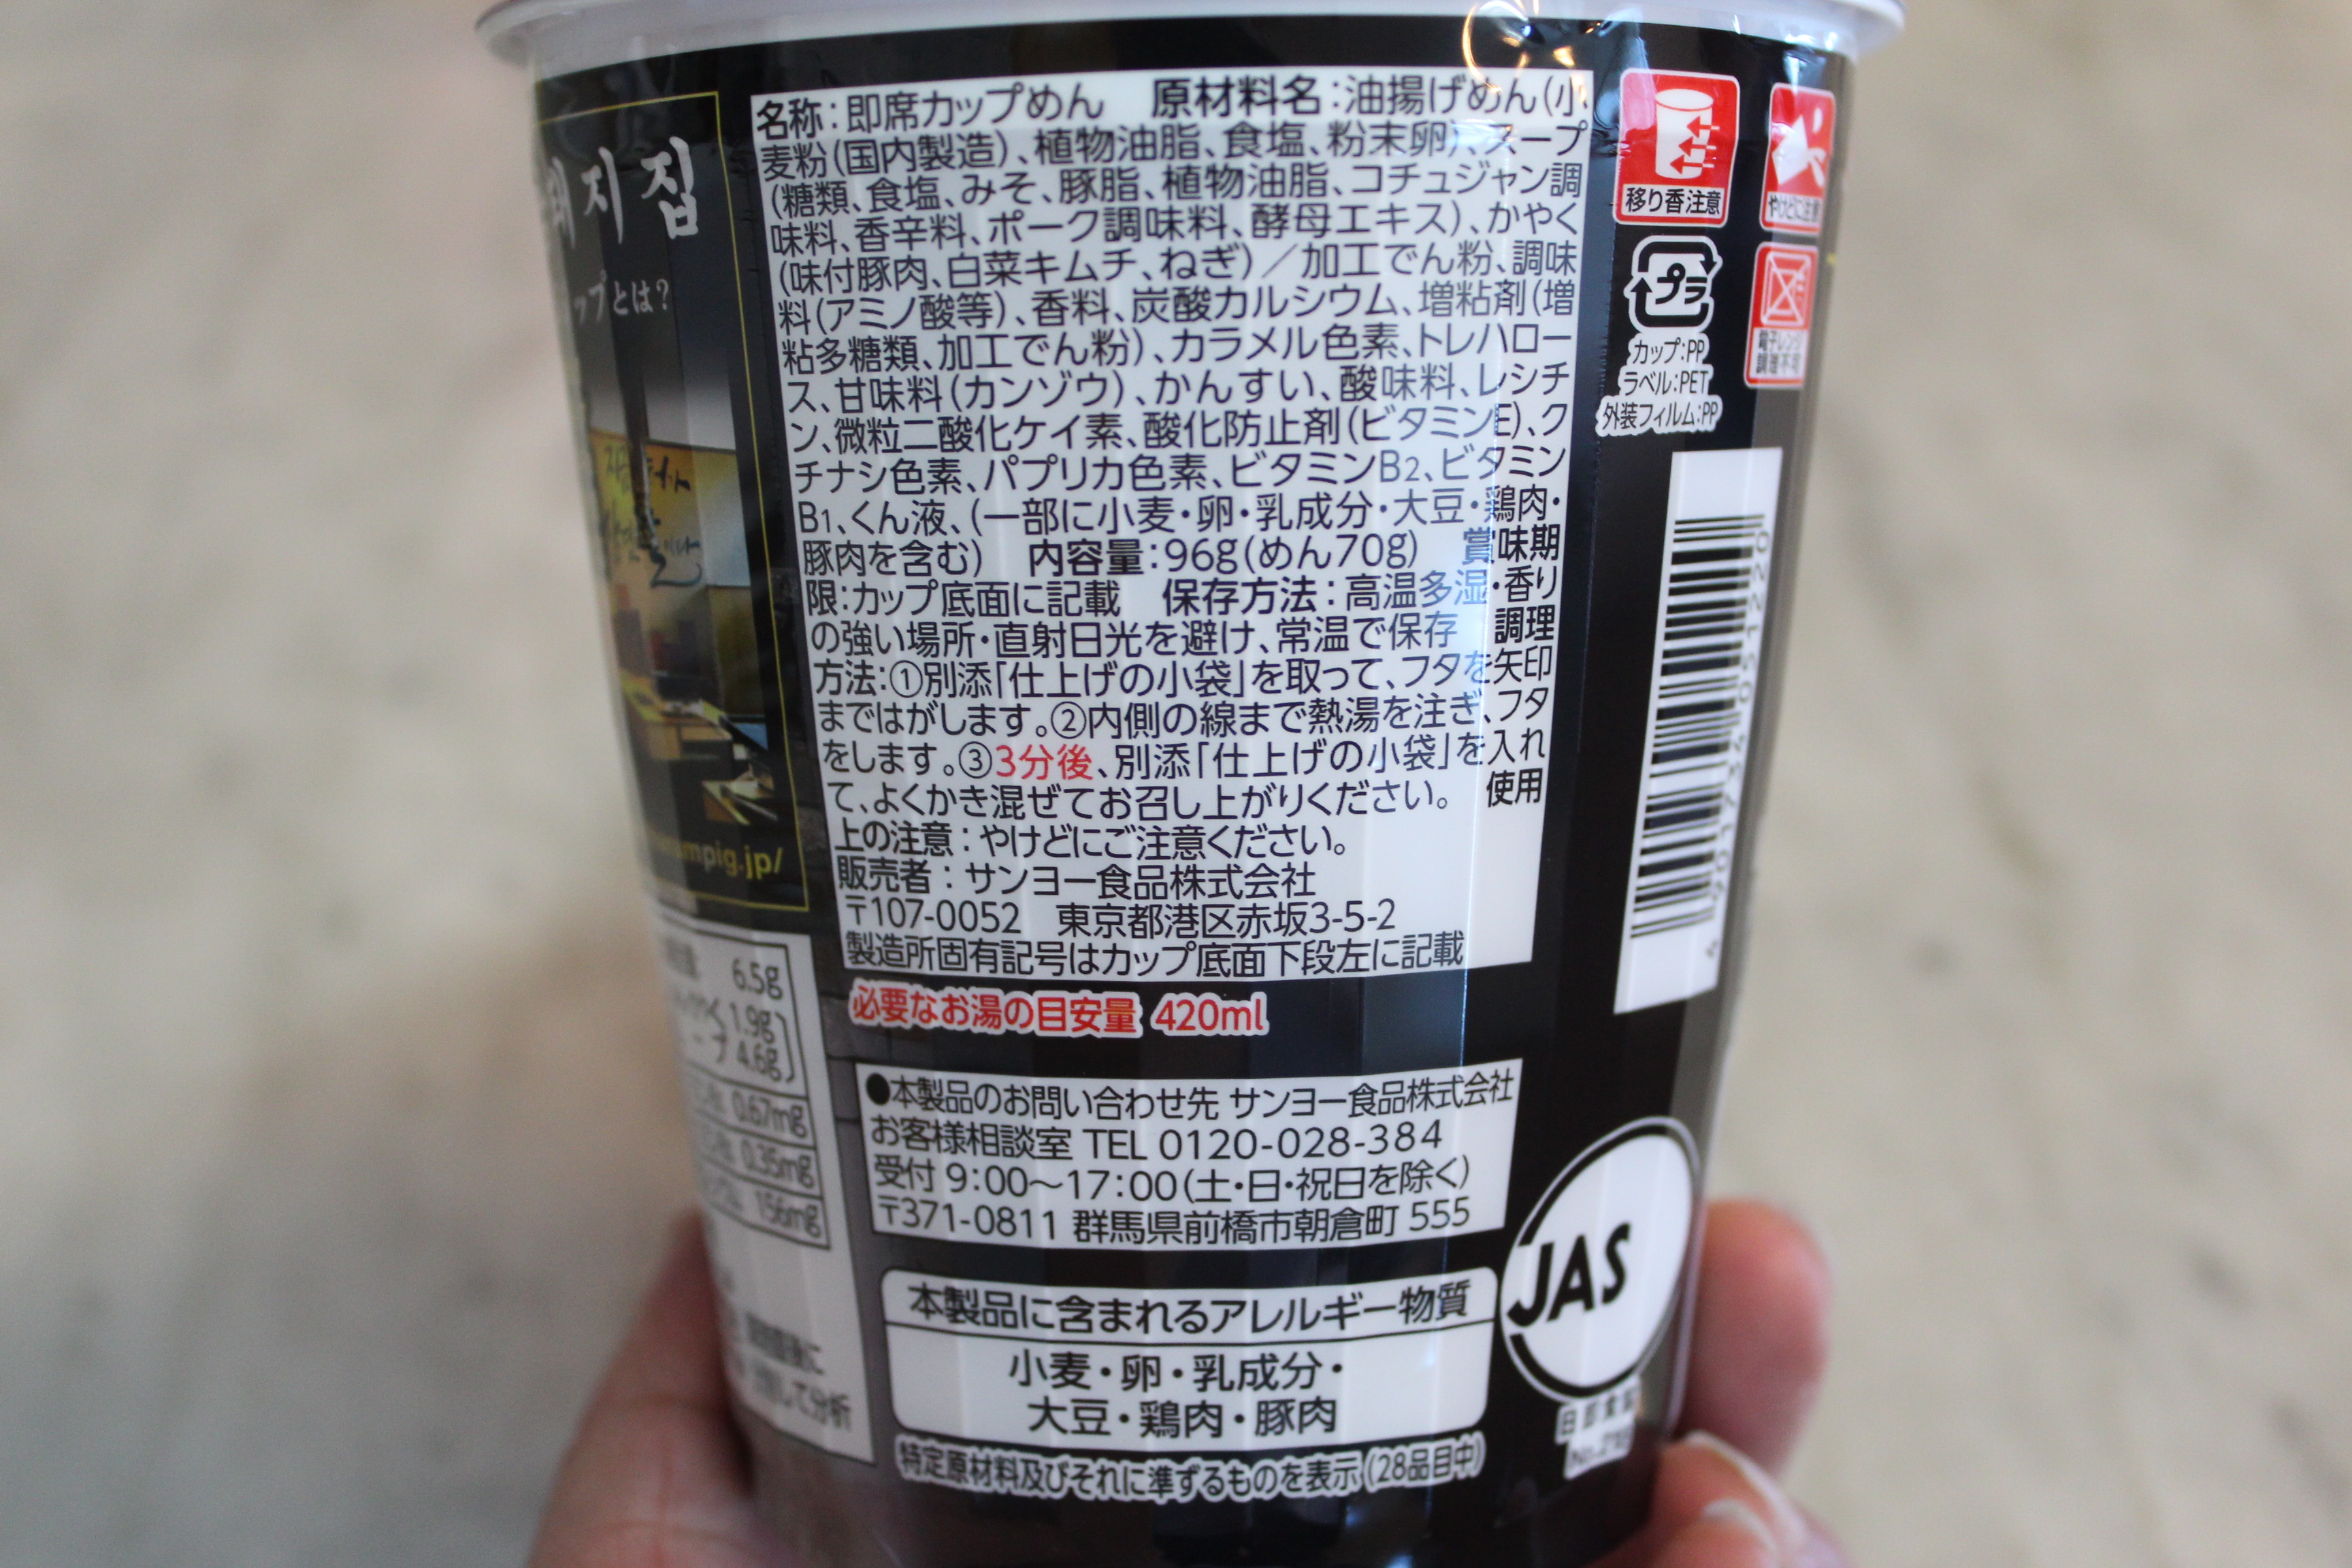 名称:即席カップめん 原材料名:油揚げめん(小
麦粉(国内製造)、植物油脂、食塩、粉末卵)、スープ
(糖類、食塩、みそ、豚脂、植物油脂、コチュジャン調
味料、香辛料、ポーク調味料、酵母エキス)、かやく
(味付豚肉、白菜キムチ、ねぎ)/加工でん粉、調味
料(アミノ酸等)、香料、炭酸カルシウム、増粘剤(増
粘多糖類、加工でん粉)、カラメル色素、トレハロー
ス、甘味料(カンゾウ)、かんすい、酸味料、レシチ
ン、微粒二酸化ケイ素、酸化防止剤(ビタミンE)、ク
チナシ色素、パプリカ色素、ビタミンB2、ビタミン
B1、くん液、(一部に小麦・卵・乳成分・大豆・鶏肉・
豚肉を含む) 内容量:96g(めん70g) 賞味期
限:カップ底面に記載 保存方法:高温多湿・香り
の強い場所・直射日光を避け、常温で保存 調理
方法:①別添「仕上げの小袋」を取って、フタを矢印
まではがします。②内側の線まで熱湯を注ぎ、フタ
をします。③3分後、別添「仕上げの小袋」を入れ
て、よくかき混ぜてお召し上がりください。 使用
上の注意:やけどにご注意ください。
販売者:サンヨー食品株式会社
〒107-0052 東京都港区赤坂3-5-2
製造所固有記号はカップ底面下段左に記載
必要なお湯の目安量 420ml
●本製品のお問い合わせ先 サンヨー食品株式会社
お客様相談室 TEL 0120-028-384
受付 9:00〜17:00(土・日・祝日を除く)
〒371-0811 群馬県前橋市朝倉町 555
本製品に含まれるアレルギー物質
小麦・卵・乳成分・
大豆・鶏肉・豚肉
特定原材料及びそれに準ずるものを表示(28品目中)
移り香注意
やけどに注意
プラ
カップ:PP
ラベル:PET
外装フィルム:PP
電子レンジ
調理不可
JAS
돼지집
ップとは?
mpig.jp/
6.5g
1.9g
4.6g
0.67mg
0.35mg
156mg
して分析